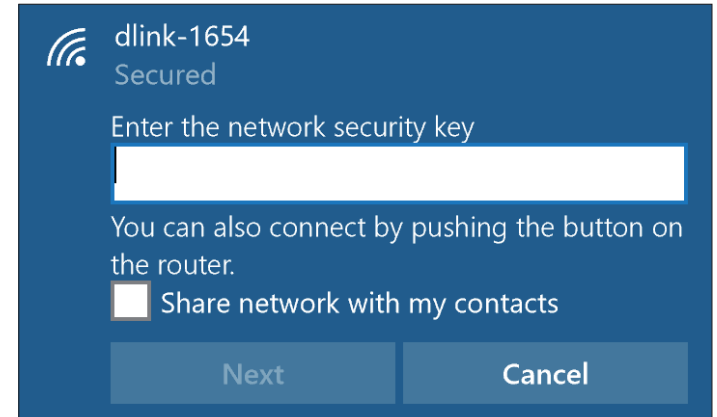 dlink-1654
Secured
Enter the network security key
You can also connect by pushing the button on
the router.
Share network with my contacts
Next
Cancel